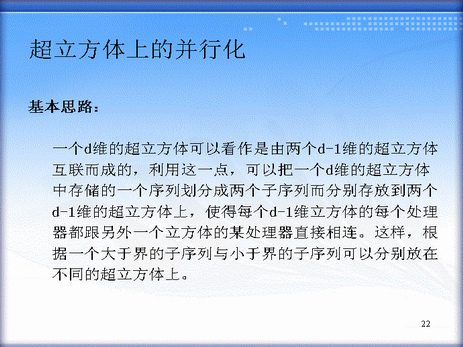 超立方体上的并行化
基本思路：
一个d维的超立方体可以看作是由两个d-1维的超立方体
互联而成的，利用这一点，可以把一个d维的超立方体
中存储的一个序列划分成两个子序列而分别存放到两个
d-1维的超立方体上，使得每个d-1维立方体的每个处理
器都跟另外一个立方体的某处理器直接相连。这样，根
据一个大于界的子序列与小于界的子序列可以分别放在
不同的超立方体上。
22